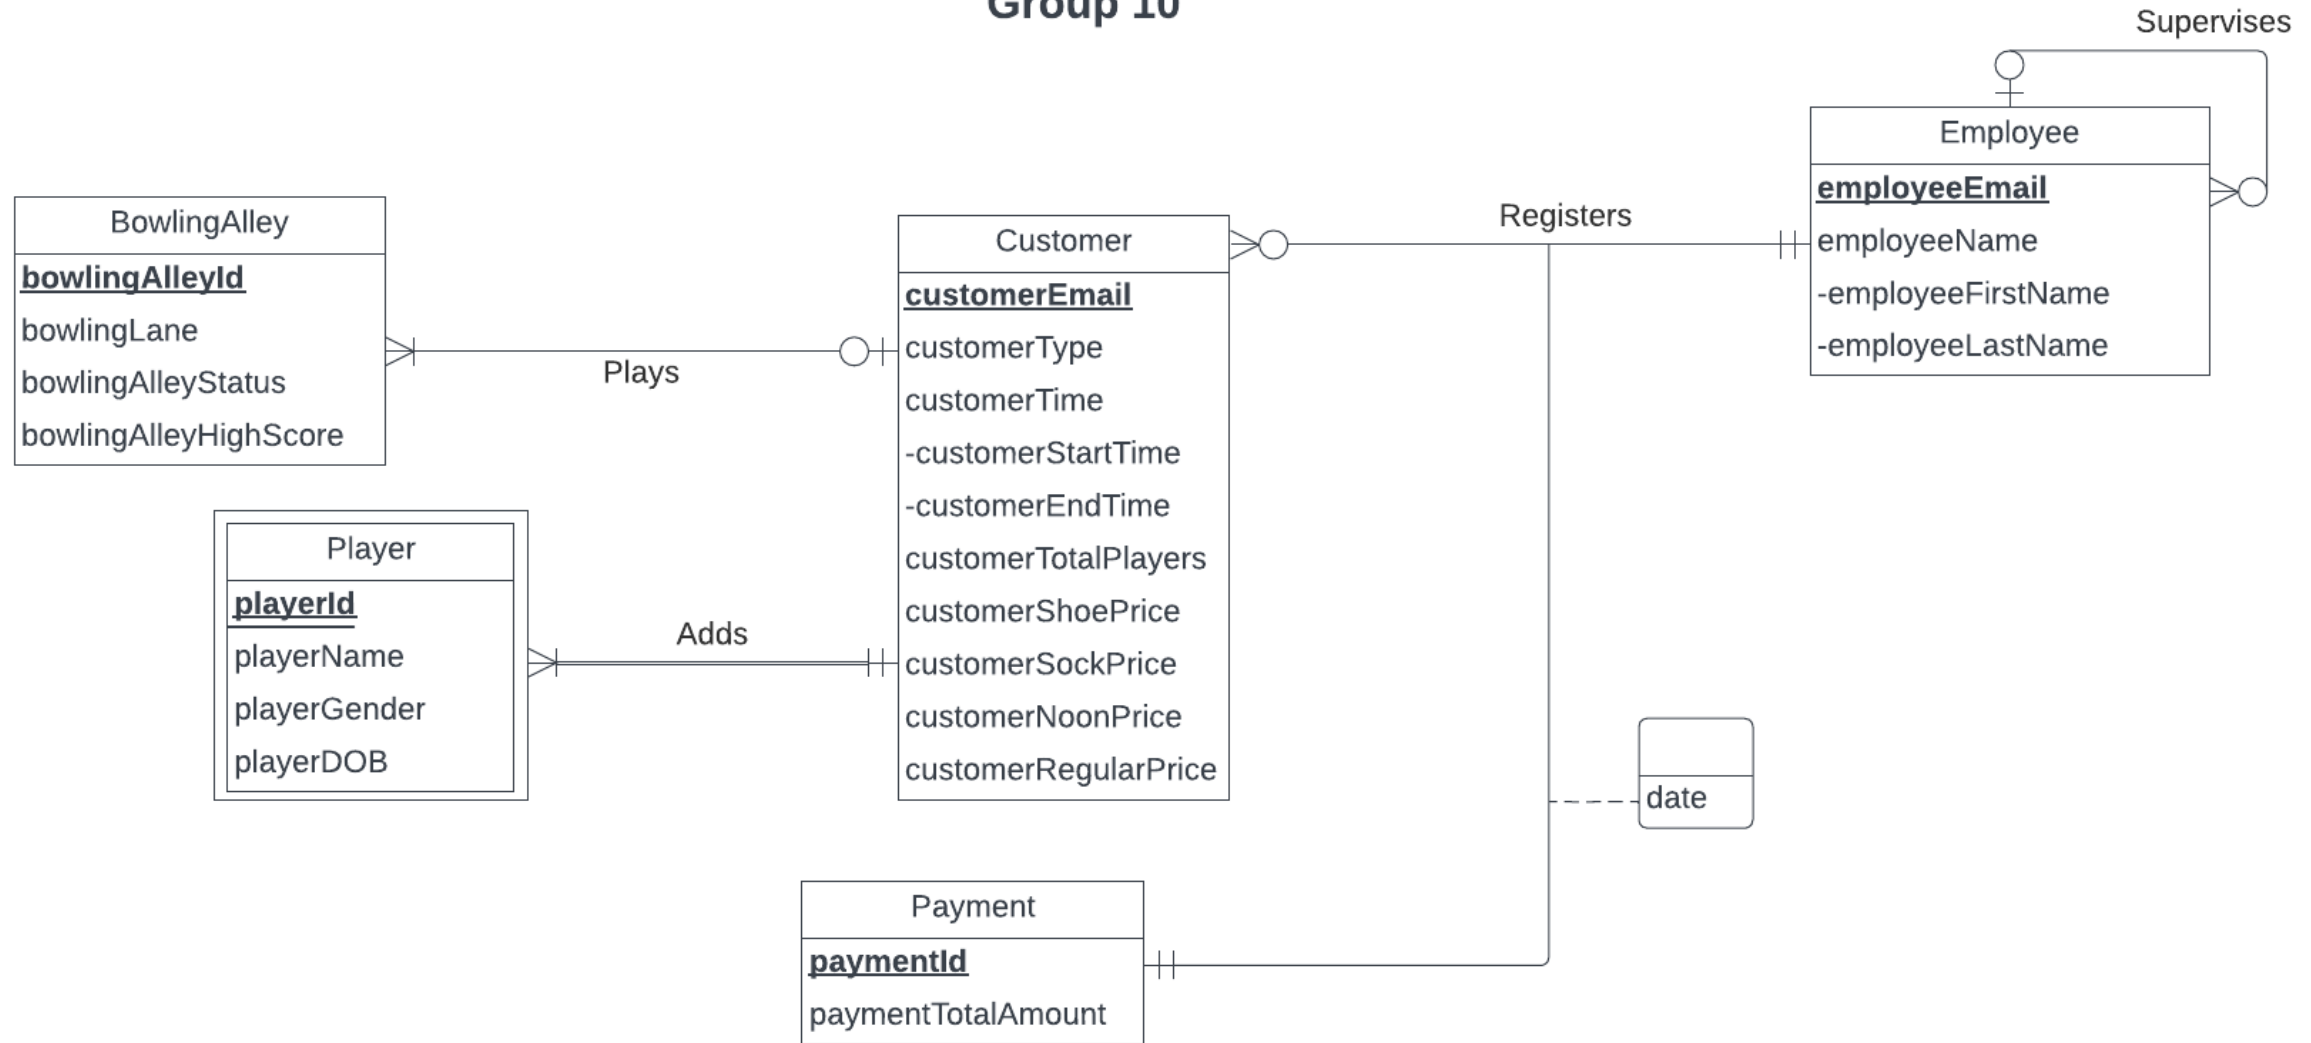 Group 10
Supervises
Employee
employeeEmail
employeeName
-employeeFirstName
-employeeLastName
BowlingAlley
bowlingAlleyId
bowlingLane
bowlingAlleyStatus
bowlingAlleyHighScore
Plays
Customer
customerEmail
customerType
customerTime
-customerStartTime
-customerEndTime
customerTotalPlayers
customerShoePrice
customerSockPrice
customerNoonPrice
customerRegularPrice
Registers
Player
playerId
playerName
playerGender
playerDOB
Adds
date
Payment
paymentId
paymentTotalAmount